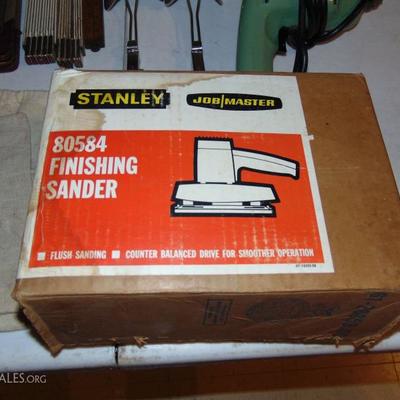 STANLEY
JOB/MASTER
80584
FINISHING
SANDER
FLUSH SANDING ■ COUNTER BALANCED DRIVE FOR SMOOTHER OPERATION
ALES.ORG